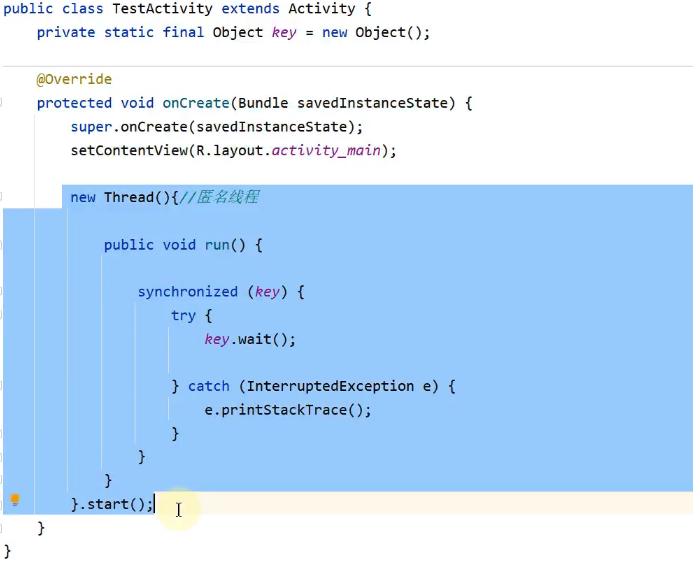 public class TestActivity extends Activity {
    private static final Object key = new Object();
    @Override
    protected void onCreate(Bundle savedInstanceState) {
        super.onCreate(savedInstanceState);
        setContentView(R.layout.activity_main);
        new Thread(){//匿名线程
            public void run() {
                synchronized (key) {
                    try {
                        key.wait();
                    } catch (InterruptedException e) {
                        e.printStackTrace();
                    }
                }
            }
        }.start();
    }
}